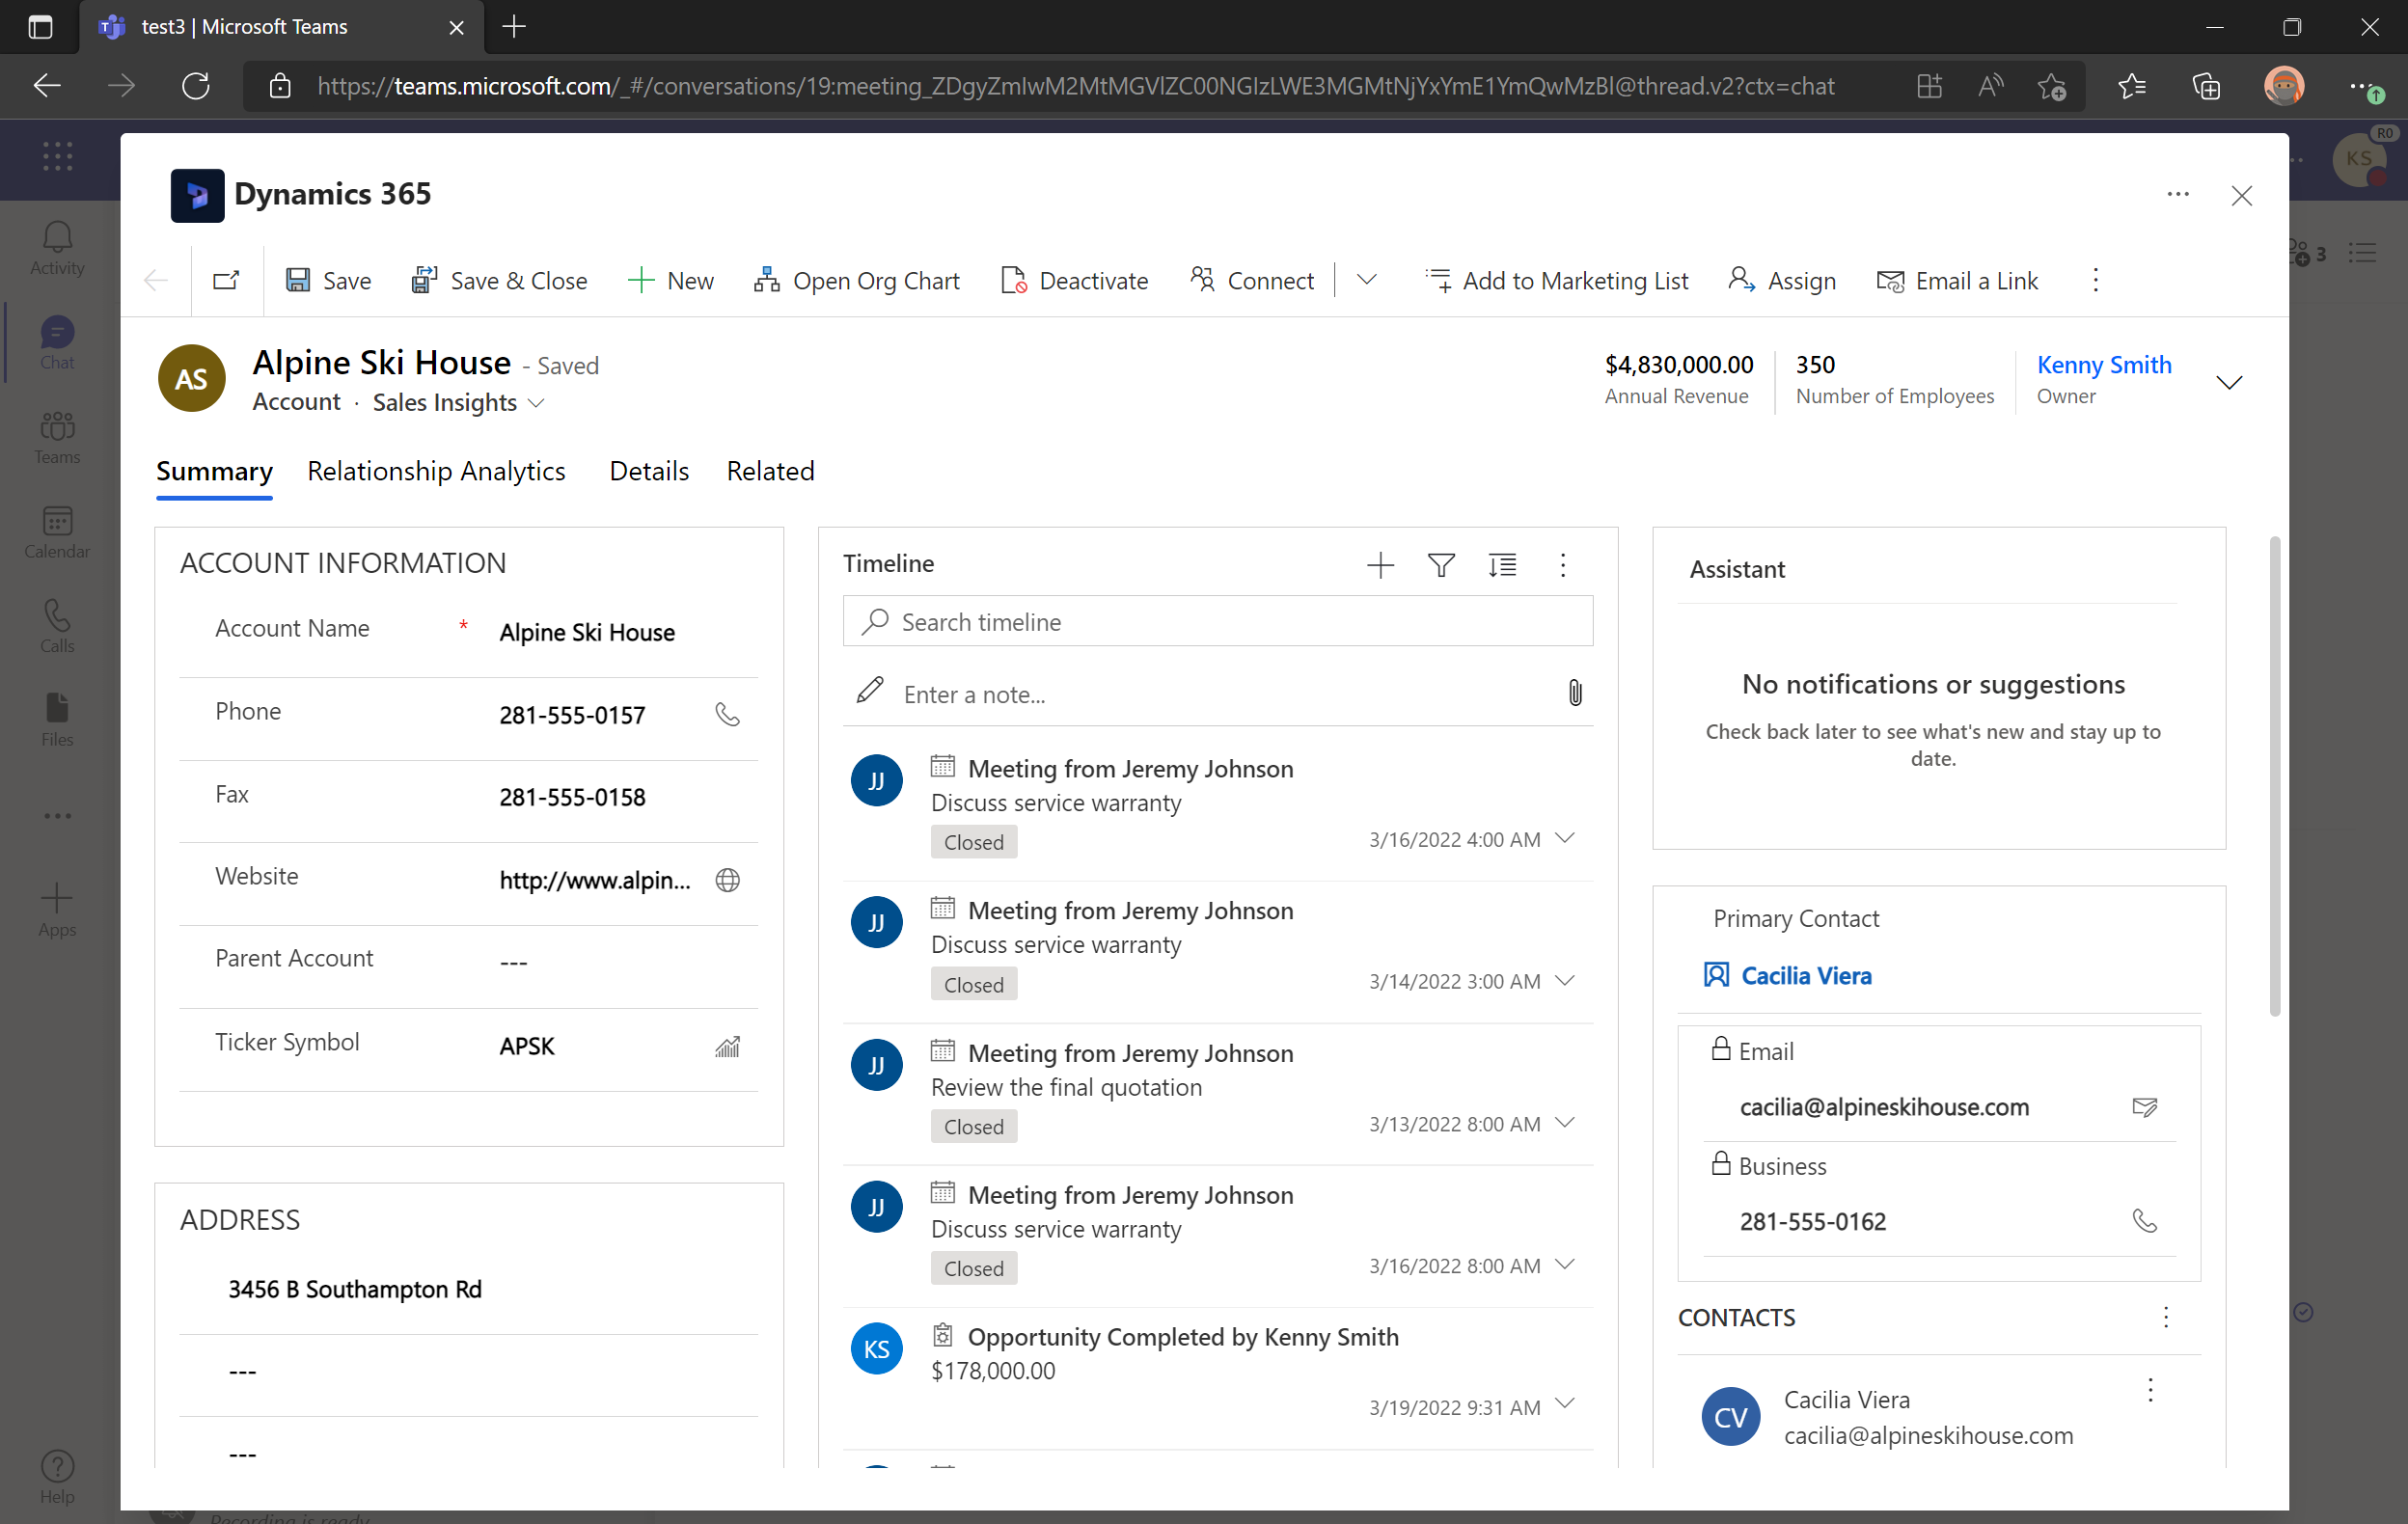 test3 | Microsoft Teams
https://teams.microsoft.com/_#/conversations/19:meeting_ZDgyZmIwM2MtMGVlZC00NGIzLWE3MGMtNjYxYmE1YmQwMzBl@thread.v2?ctx=chat
R0
KS
3
Activity
Chat
Teams
Calendar
Calls
Files
Apps
Help
Dynamics 365
Save
Save & Close
New
Open Org Chart
Deactivate
Connect
Add to Marketing List
Assign
Email a Link
AS
Alpine Ski House - Saved
Account · Sales Insights
$4,830,000.00
Annual Revenue
350
Number of Employees
Kenny Smith
Owner
Summary
Relationship Analytics
Details
Related
ACCOUNT INFORMATION
Account Name * Alpine Ski House
Phone 281-555-0157
Fax 281-555-0158
Website http://www.alpin...
Parent Account ---
Ticker Symbol APSK
ADDRESS
3456 B Southampton Rd
---
---
Timeline
Search timeline
Enter a note...
JJ
Meeting from Jeremy Johnson
Discuss service warranty
Closed
3/16/2022 4:00 AM
JJ
Meeting from Jeremy Johnson
Discuss service warranty
Closed
3/14/2022 3:00 AM
JJ
Meeting from Jeremy Johnson
Review the final quotation
Closed
3/13/2022 8:00 AM
JJ
Meeting from Jeremy Johnson
Discuss service warranty
Closed
3/16/2022 8:00 AM
KS
Opportunity Completed by Kenny Smith
$178,000.00
3/19/2022 9:31 AM
Assistant
No notifications or suggestions
Check back later to see what's new and stay up to
date.
Primary Contact
Cacilia Viera
Email
cacilia@alpineskihouse.com
Business
281-555-0162
CONTACTS
CV
Cacilia Viera
cacilia@alpineskihouse.com
Recording is ready